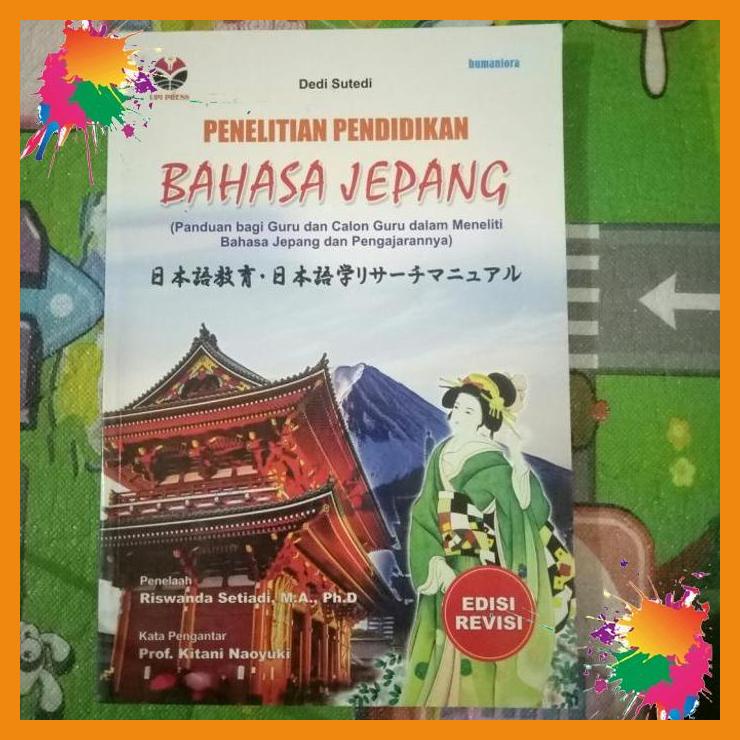 UPI PRESS
humaniora
Dedi Sutedi
PENELITIAN PENDIDIKAN
BAHASA JEPANG
(Panduan bagi Guru dan Calon Guru dalam Meneliti
Bahasa Jepang dan Pengajarannya)
日本語教育・日本語学リサーチマニュアル
Penelaah
Riswanda Setiadi, M.A., Ph.D
Kata Pengantar
Prof. Kitani Naoyuki
EDISI
REVISI